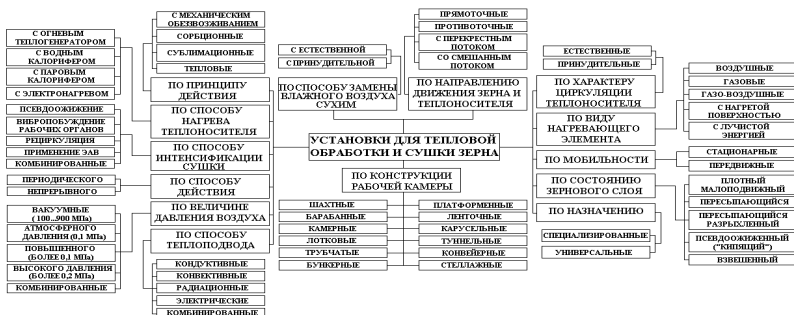 С МЕХАНИЧЕСКИМ
ОБЕЗВОЗЖИВАНИЕМ
СОРБЦИОННЫЕ
СУБЛИМАЦИОННЫЕ
ТЕПЛОВЫЕ
ПО ПРИНЦИПУ
ДЕЙСТВИЯ
С ОГНЕВЫМ
ТЕПЛОГЕНЕРАТОРОМ
С ВОДНЫМ
КАЛОРИФЕРОМ
С ПАРОВЫМ
КАЛОРИФЕРОМ
С ЭЛЕКТРОНАГРЕВОМ
ПО СПОСОБУ
НАГРЕВА
ТЕПЛОНОСИТЕЛЯ
ПСЕВДООЖИЖЕНИЕ
ВИБРОПОБУЖДЕНИЕ
РАБОЧИХ ОРГАНОВ
РЕЦИРКУЛЯЦИЯ
ПРИМЕНЕНИЕ ЭАВ
КОМБИНИРОВАННЫЕ
ПО СПОСОБУ
ИНТЕНСИФИКАЦИИ
СУШКИ
ПЕРИОДИЧЕСКОГО
НЕПРЕРЫВНОГО
ПО СПОСОБУ
ДЕЙСТВИЯ
ВАКУУМНЫЕ
( 100...900 МПа)
АТМОСФЕРНОГО
ДАВЛЕНИЯ (0,1 МПа)
ПОВЫШЕННОГО
(БОЛЕЕ 0,1 МПа)
ВЫСОКОГО ДАВЛЕНИЯ
(БОЛЕЕ 0,2 МПа)
КОМБИНИРОВАННЫЕ
ПО ВЕЛИЧИНЕ
ДАВЛЕНИЯ ВОЗДУХА
ПО СПОСОБУ
ТЕПЛОПОДВОДА
КОНДУКТИВНЫЕ
КОНВЕКТИВНЫЕ
РАДИАЦИОННЫЕ
ЭЛЕКТРИЧЕСКИЕ
КОМБИНИРОВАННЫЕ
С ЕСТЕСТВЕННОЙ
С ПРИНУДИТЕЛЬНОЙ
ПО СПОСОБУ ЗАМЕНЫ
ВЛАЖНОГО ВОЗДУХА
СУХИМ
ПРЯМОТОЧНЫЕ
ПРОТИВОТОЧНЫЕ
С ПЕРЕКРЕСТНЫМ
ПОТОКОМ
СО СМЕШАННЫМ
ПОТОКОМ
ПО НАПРАВЛЕНИЮ
ДВИЖЕНИЯ ЗЕРНА И
ТЕПЛОНОСИТЕЛЯ
УСТАНОВКИ ДЛЯ ТЕПЛОВОЙ
ОБРАБОТКИ И СУШКИ ЗЕРНА
ПО КОНСТРУКЦИИ
РАБОЧЕЙ КАМЕРЫ
ШАХТНЫЕ
БАРАБАННЫЕ
КАМЕРНЫЕ
ЛОТКОВЫЕ
ТРУБЧАТЫЕ
БУНКЕРНЫЕ
ПЛАТФОРМЕННЫЕ
ЛЕНТОЧНЫЕ
КАРУСЕЛЬНЫЕ
ТУННЕЛЬНЫЕ
КОНВЕЙЕРНЫЕ
СТЕЛЛАЖНЫЕ
ЕСТЕСТВЕННЫЕ
ПРИНУДИТЕЛЬНЫЕ
ПО ХАРАКТЕРУ
ЦИРКУЛЯЦИИ
ТЕПЛОНОСИТЕЛЯ
ВОЗДУШНЫЕ
ГАЗОВЫЕ
ГАЗО-ВОЗДУШНЫЕ
С НАГРЕТОЙ
ПОВЕРХНОСТЬЮ
С ЛУЧИСТОЙ
ЭНЕРГИЕЙ
ПО ВИДУ
НАГРЕВАЮЩЕГО
ЭЛЕМЕНТА
ПО МОБИЛЬНОСТИ
СТАЦИОНАРНЫЕ
ПЕРЕДВИЖНЫЕ
ПО СОСТОЯНИЮ
ЗЕРНОВОГО СЛОЯ
ПЛОТНЫЙ
МАЛОПОДВИЖНЫЙ
ПЕРЕСЫПАЮЩИЙСЯ
ПЕРЕСЫПАЮЩИЙСЯ
РАЗРЫХЛЕННЫЙ
ПСЕВДООЖИЖЕННЫЙ
("КИПЯЩИЙ")
ВЗВЕШЕННЫЙ
ПО НАЗНАЧЕНИЮ
СПЕЦИАЛИЗИРОВАННЫЕ
УНИВЕРСАЛЬНЫЕ